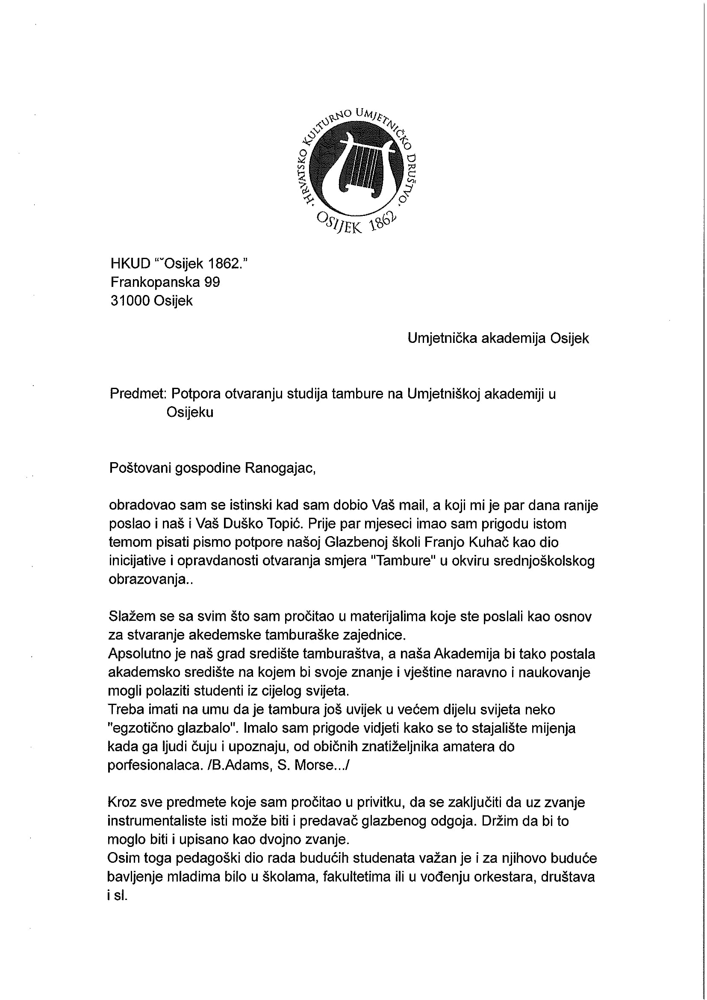 HRVATSKO KULTURNO UMJETNIČKO DRUŠTVO
OSIJEK 1862
HKUD “˘Osijek 1862.”
Frankopanska 99
31000 Osijek
Umjetnička akademija Osijek
Predmet: Potpora otvaranju studija tambure na Umjetniškoj akademiji u
Osijeku
Poštovani gospodine Ranogajac,
obradovao sam se istinski kad sam dobio Vaš mail, a koji mi je par dana ranije
poslao i naš i Vaš Duško Topić. Prije par mjeseci imao sam prigodu istom
temom pisati pismo potpore našoj Glazbenoj školi Franjo Kuhač kao dio
inicijative i opravdanosti otvaranja smjera "Tambure" u okviru srednjoškolskog
obrazovanja..
Slažem se sa svim što sam pročitao u materijalima koje ste poslali kao osnov
za stvaranje akedemske tamburaške zajednice.
Apsolutno je naš grad središte tamburaštva, a naša Akademija bi tako postala
akademsko središte na kojem bi svoje znanje i vještine naravno i naukovanje
mogli polaziti studenti iz cijelog svijeta.
Treba imati na umu da je tambura još uvijek u većem dijelu svijeta neko
"egzotično glazbalo". Imalo sam prigode vidjeti kako se to stajalište mijenja
kada ga ljudi čuju i upoznaju, od običnih znatiželjnika amatera do
porfesionalaca. /B.Adams, S. Morse.../
Kroz sve predmete koje sam pročitao u privitku, da se zaključiti da uz zvanje
instrumentaliste isti može biti i predavač glazbenog odgoja. Držim da bi to
moglo biti i upisano kao dvojno zvanje.
Osim toga pedagoški dio rada budućih studenata važan je i za njihovo buduće
bavljenje mladima bilo u školama, fakultetima ili u vođenju orkestara, društava
i sl.